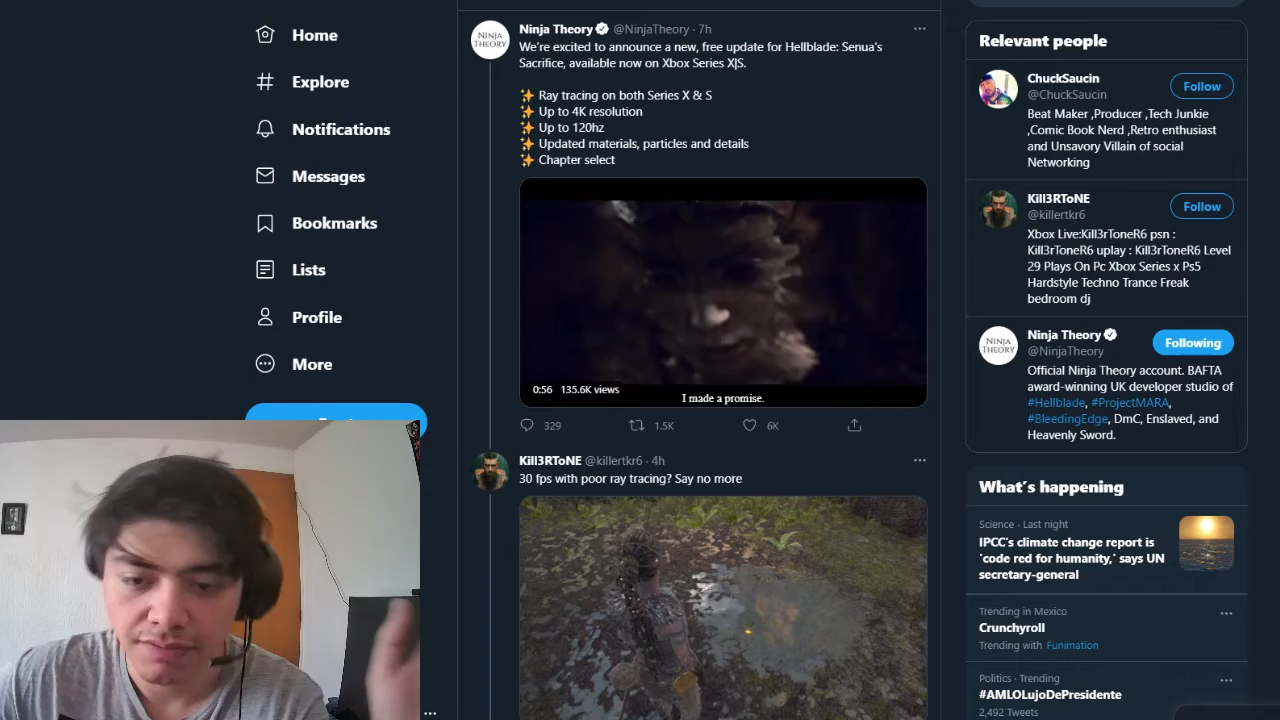 Home
Explore
Notifications
Messages
Bookmarks
Lists
Profile
More
NINJA
THEORY
Ninja Theory @NinjaTheory · 7h
We're excited to announce a new, free update for Hellblade: Senua's
Sacrifice, available now on Xbox Series X|S.
✨ Ray tracing on both Series X & S
✨ Up to 4K resolution
✨ Up to 120hz
✨ Updated materials, particles and details
✨ Chapter select
0:56 135.6K views
I made a promise.
329 1.5K 6K
Kill3RToNE @killertkr6 · 4h
30 fps with poor ray tracing? Say no more
Relevant people
ChuckSaucin
@ChuckSaucin
Follow
Beat Maker ,Producer ,Tech Junkie
,Comic Book Nerd ,Retro enthusiast
and Unsavory Villain of social
Networking
Kill3RToNE
@killertkr6
Follow
Xbox Live:Kill3rToneR6 psn :
Kill3rToneR6 uplay : Kill3rToneR6 Level
29 Plays On Pc Xbox Series x Ps5
Hardstyle Techno Trance Freak
bedroom dj
NINJA
THEORY
Ninja Theory
@NinjaTheory
Following
Official Ninja Theory account. BAFTA
award-winning UK developer studio of
#Hellblade, #ProjectMARA,
#BleedingEdge, DmC, Enslaved, and
Heavenly Sword.
What's happening
Science · Last night
IPCC's climate change report is
'code red for humanity,' says UN
secretary-general
Trending in Mexico
Crunchyroll
Trending with Funimation
Politics · Trending
#AMLOLujoDePresidente
2,492 Tweets